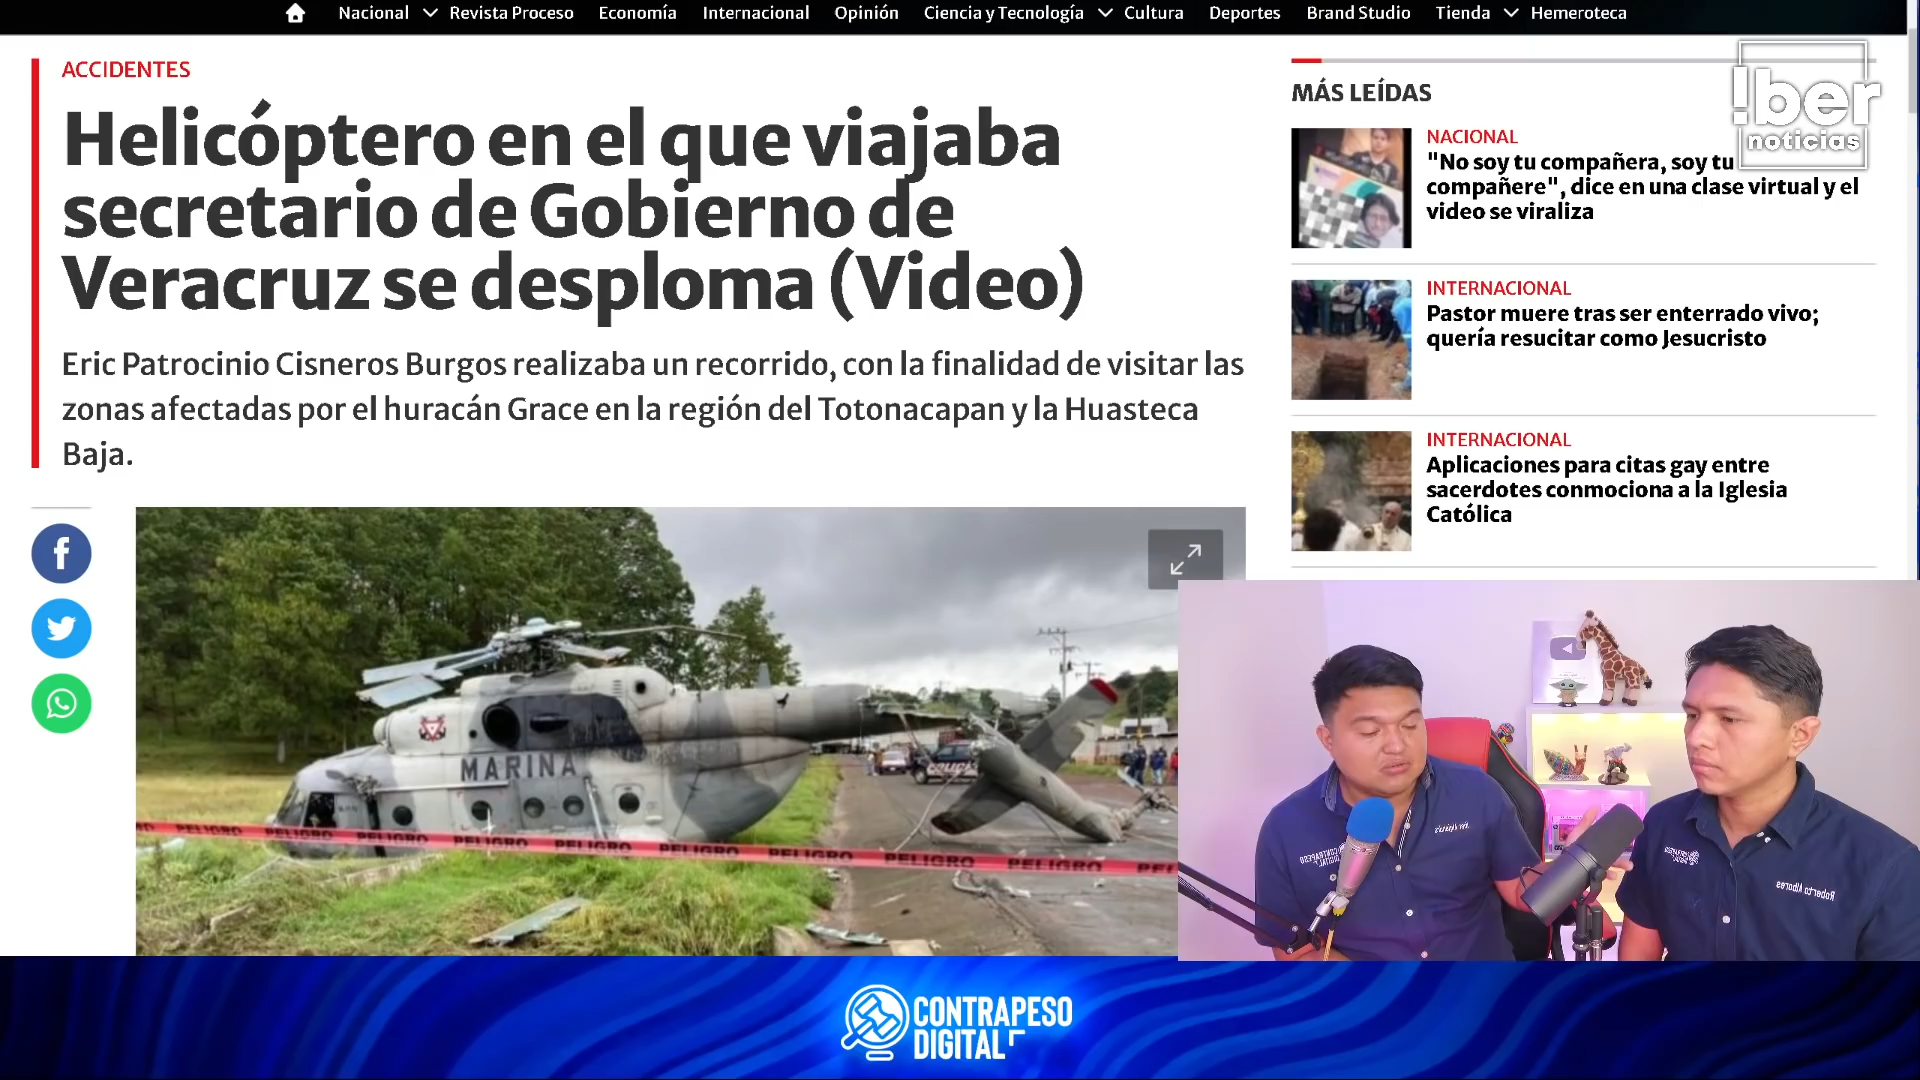 Nacional Revista Proceso Economía Internacional Opinión Ciencia y Tecnología Cultura Deportes Brand Studio Tienda Hemeroteca
ACCIDENTES
Helicóptero en el que viajaba
secretario de Gobierno de
Veracruz se desploma (Video)
Eric Patrocinio Cisneros Burgos realizaba un recorrido, con la finalidad de visitar las
zonas afectadas por el huracán Grace en la región del Totonacapan y la Huasteca
Baja.
MÁS LEÍDAS
!ber
noticias
NACIONAL
"No soy tu compañera, soy tu
compañere", dice en una clase virtual y el
video se viraliza
INTERNACIONAL
Pastor muere tras ser enterrado vivo;
quería resucitar como Jesucristo
INTERNACIONAL
Aplicaciones para citas gay entre
sacerdotes conmociona a la Iglesia
Católica
MARINA
PELIGRO PELIGRO PELIGRO PELIGRO PELIGRO PELIGRO PELIGRO PELIGRO PELIGRO
CONTRAPESO
DIGITAL
Roberto Albores
CONTRAPESO
DIGITAL